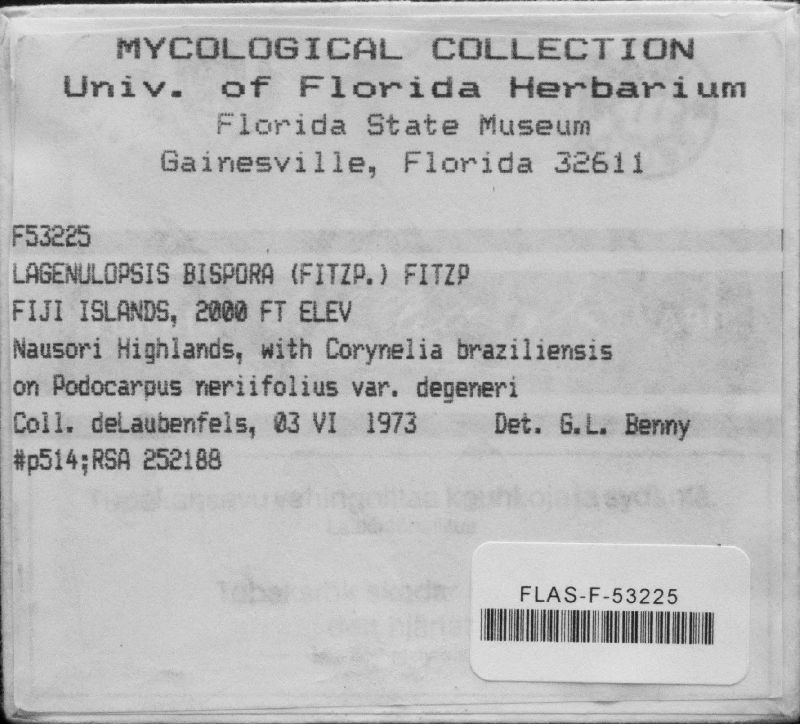 MYCOLOGICAL COLLECTION
Univ. of Florida Herbarium
Florida State Museum
Gainesville, Florida 32611
F53225
LAGENULOPSIS BISPORA (FITZP.) FITZP
FIJI ISLANDS, 2000 FT ELEV
Nausori Highlands, with Corynelia braziliensis
on Podocarpus neriifolius var. degeneri
Coll. deLaubenfels, 03 VI 1973 Det. G.L. Benny
#p514;RSA 252188
FLAS-F-53225